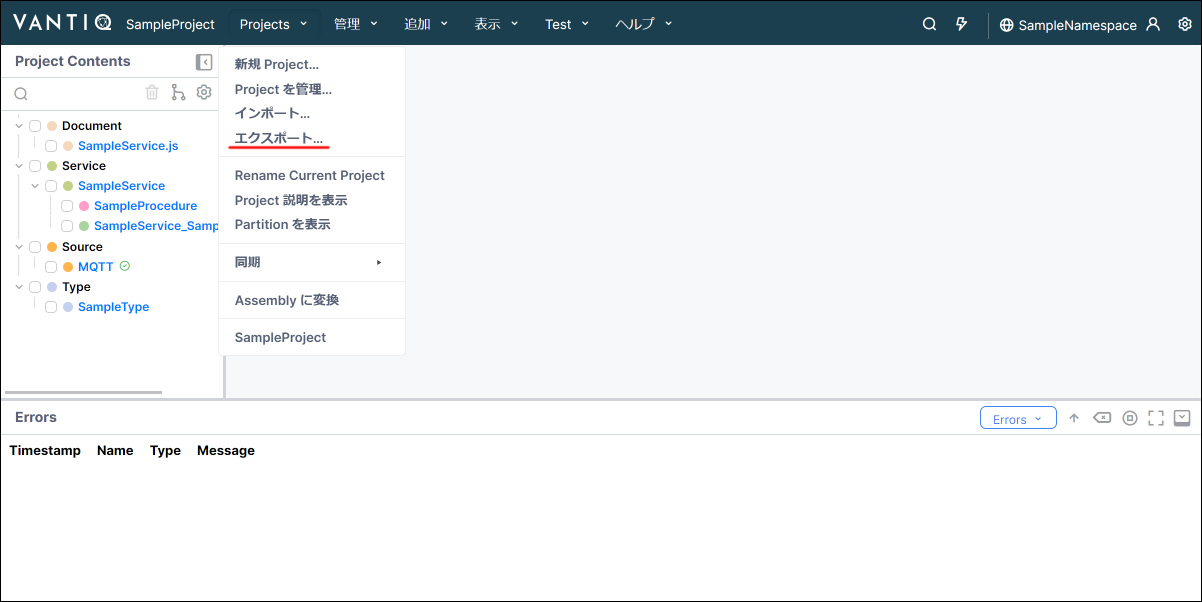 VANTIQ SampleProject Projects 管理 追加 表示 Test ヘルプ SampleNamespace
Project Contents
Document
SampleService.js
Service
SampleService
SampleProcedure
SampleService_Samp
Source
MQTT
Type
SampleType
新規 Project...
Project を管理...
インポート...
エクスポート...
Rename Current Project
Project 説明を表示
Partition を表示
同期
Assembly に変換
SampleProject
Errors
Errors
Timestamp Name Type Message